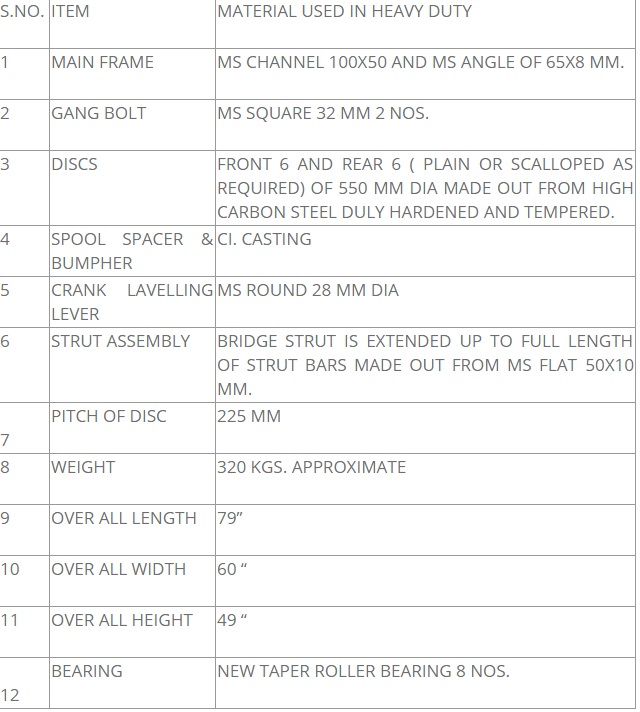 S.NO. ITEM MATERIAL USED IN HEAVY DUTY
1 MAIN FRAME MS CHANNEL 100X50 AND MS ANGLE OF 65X8 MM.
2 GANG BOLT MS SQUARE 32 MM 2 NOS.
3 DISCS FRONT 6 AND REAR 6 ( PLAIN OR SCALLOPED AS
REQUIRED) OF 550 MM DIA MADE OUT FROM HIGH
CARBON STEEL DULY HARDENED AND TEMPERED.
4 SPOOL SPACER & CI. CASTING
BUMPHER
5 CRANK LAVELLING MS ROUND 28 MM DIA
LEVER
6 STRUT ASSEMBLY BRIDGE STRUT IS EXTENDED UP TO FULL LENGTH
OF STRUT BARS MADE OUT FROM MS FLAT 50X10
MM.
PITCH OF DISC 225 MM
7
8 WEIGHT 320 KGS. APPROXIMATE
9 OVER ALL LENGTH 79”
10 OVER ALL WIDTH 60 “
11 OVER ALL HEIGHT 49 “
BEARING NEW TAPER ROLLER BEARING 8 NOS.
12